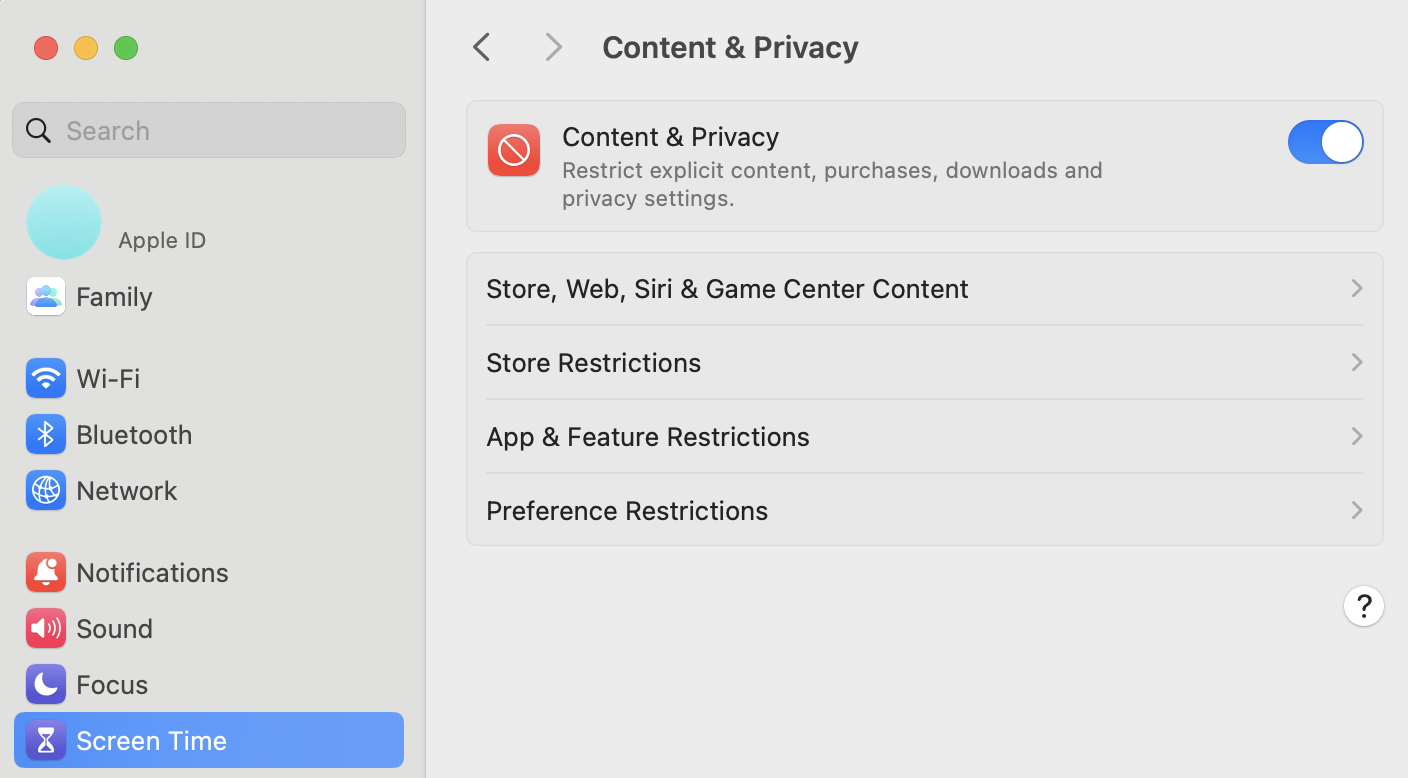 Search
Apple ID
Family
Wi-Fi
Bluetooth
Network
Notifications
Sound
Focus
Screen Time
Content & Privacy
Content & Privacy
Restrict explicit content, purchases, downloads and
privacy settings.
Store, Web, Siri & Game Center Content
Store Restrictions
App & Feature Restrictions
Preference Restrictions
?